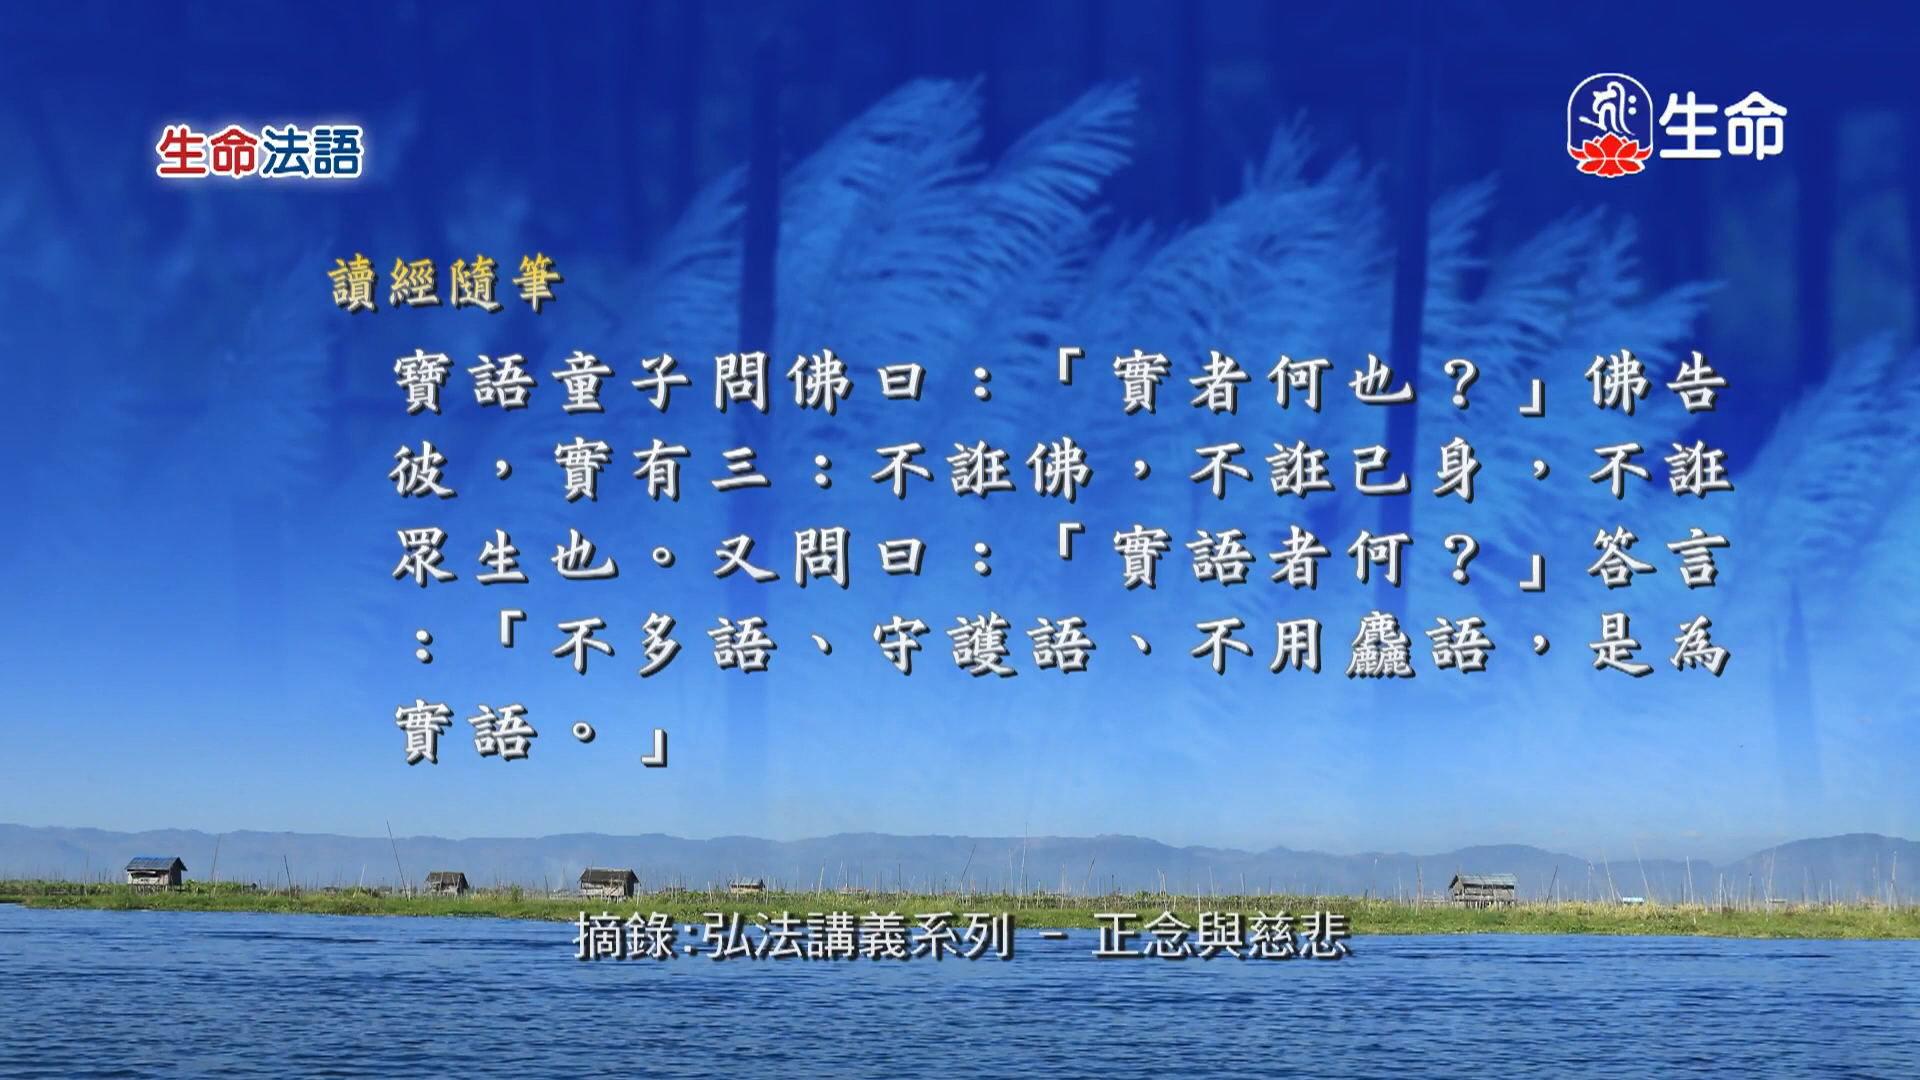 生命法語
生命
讀經隨筆
寶語童子問佛曰：「實者何也？」佛告
彼，實有三：不誑佛，不誑己身，不誑
眾生也。又問曰：「實語者何？」答言
：「不多語、守護語、不用麤語，是為
實語。」
摘錄:弘法講義系列 - 正念與慈悲